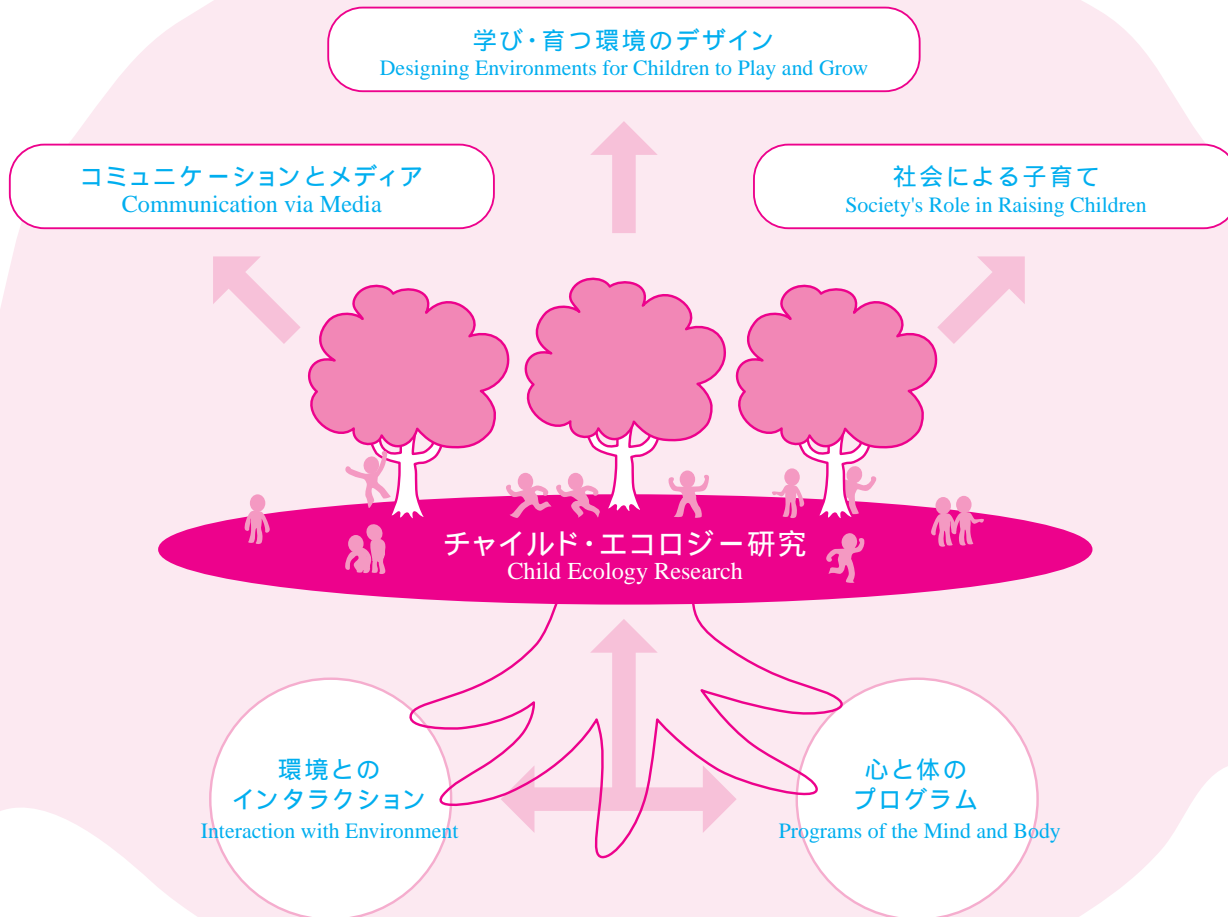 学び・育つ環境のデザイン
Designing Environments for Children to Play and Grow
コミュニケーションとメディア
Communication via Media
社会による子育て
Society's Role in Raising Children
チャイルド・エコロジー研究
Child Ecology Research
環境との
インタラクション
Interaction with Environment
心と体の
プログラム
Programs of the Mind and Body